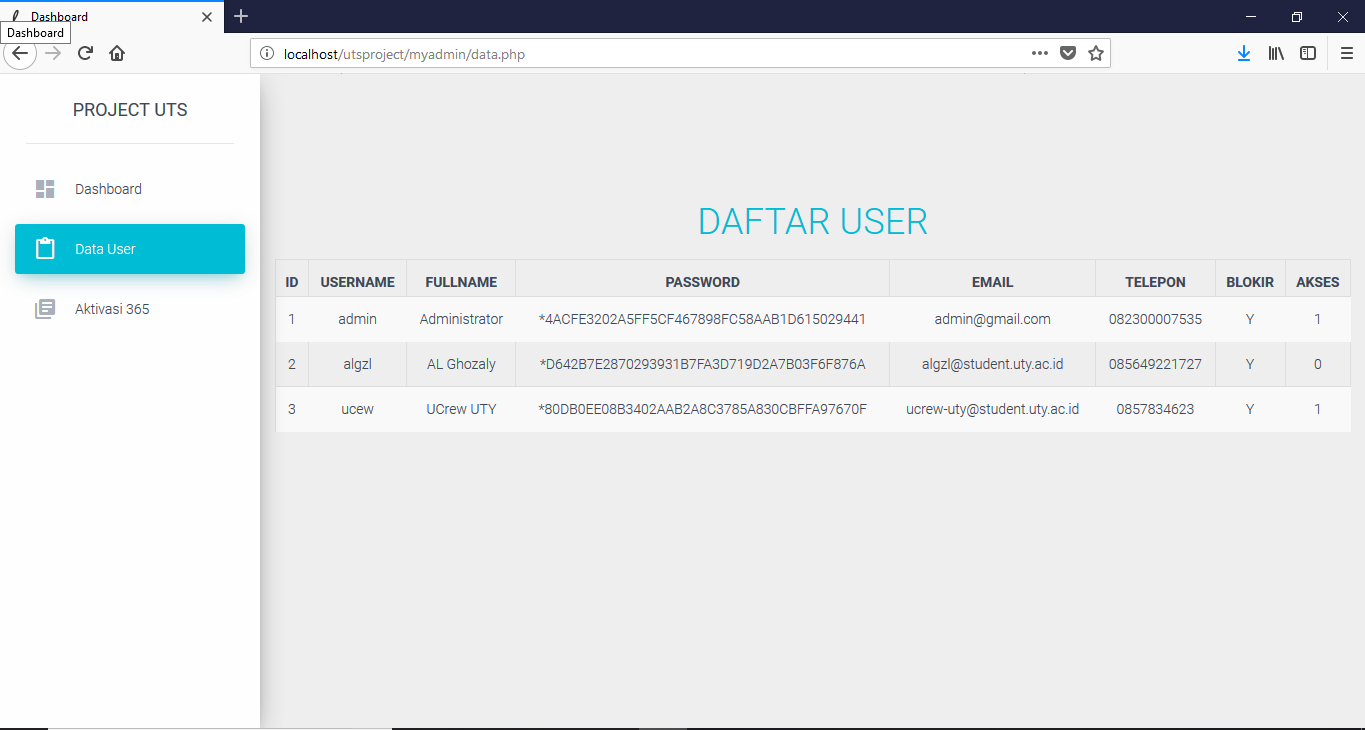 Dashboard
Dashboard
localhost/utsproject/myadmin/data.php
PROJECT UTS
Dashboard
Data User
Aktivasi 365
DAFTAR USER
ID USERNAME FULLNAME PASSWORD EMAIL TELEPON BLOKIR AKSES
1 admin Administrator *4ACFE3202A5FF5CF467898FC58AAB1D615029441 admin@gmail.com 082300007535 Y 1
2 algzl AL Ghozaly *D642B7E2870293931B7FA3D719D2A7B03F6F876A algzl@student.uty.ac.id 085649221727 Y 0
3 ucew UCrew UTY *80DB0EE08B3402AAB2A8C3785A830CBFFA97670F ucrew-uty@student.uty.ac.id 0857834623 Y 1